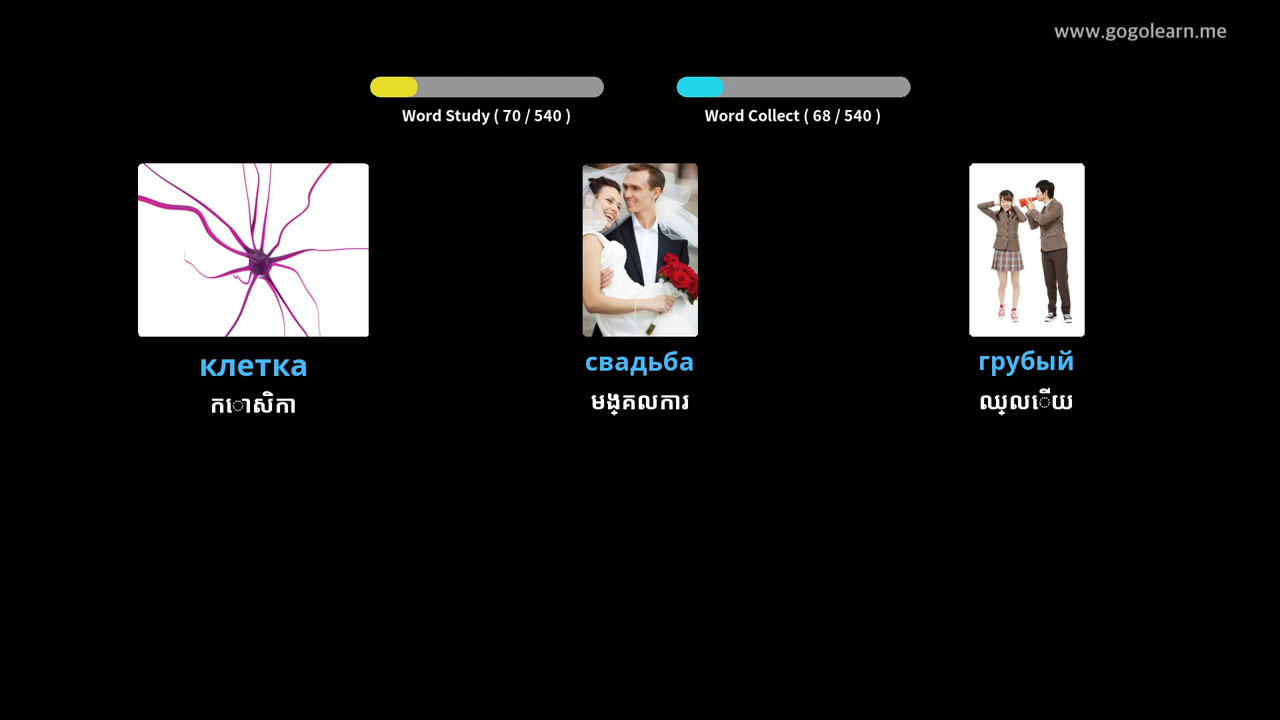 www.gogolearn.me
Word Study ( 70 / 540 )
Word Collect ( 68 / 540 )
клетка
свадьба
грубый
កោសិកា
មង្គលការ
ឈ្លើយ